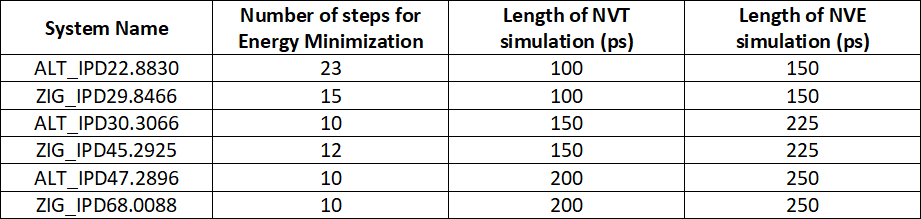 System Name Number of steps for Energy Minimization Length of NVT simulation (ps) Length of NVE simulation (ps)
ALT_IPD22.8830 23 100 150
ZIG_IPD29.8466 15 100 150
ALT_IPD30.3066 10 150 225
ZIG_IPD45.2925 12 150 225
ALT_IPD47.2896 10 200 250
ZIG_IPD68.0088 10 200 250